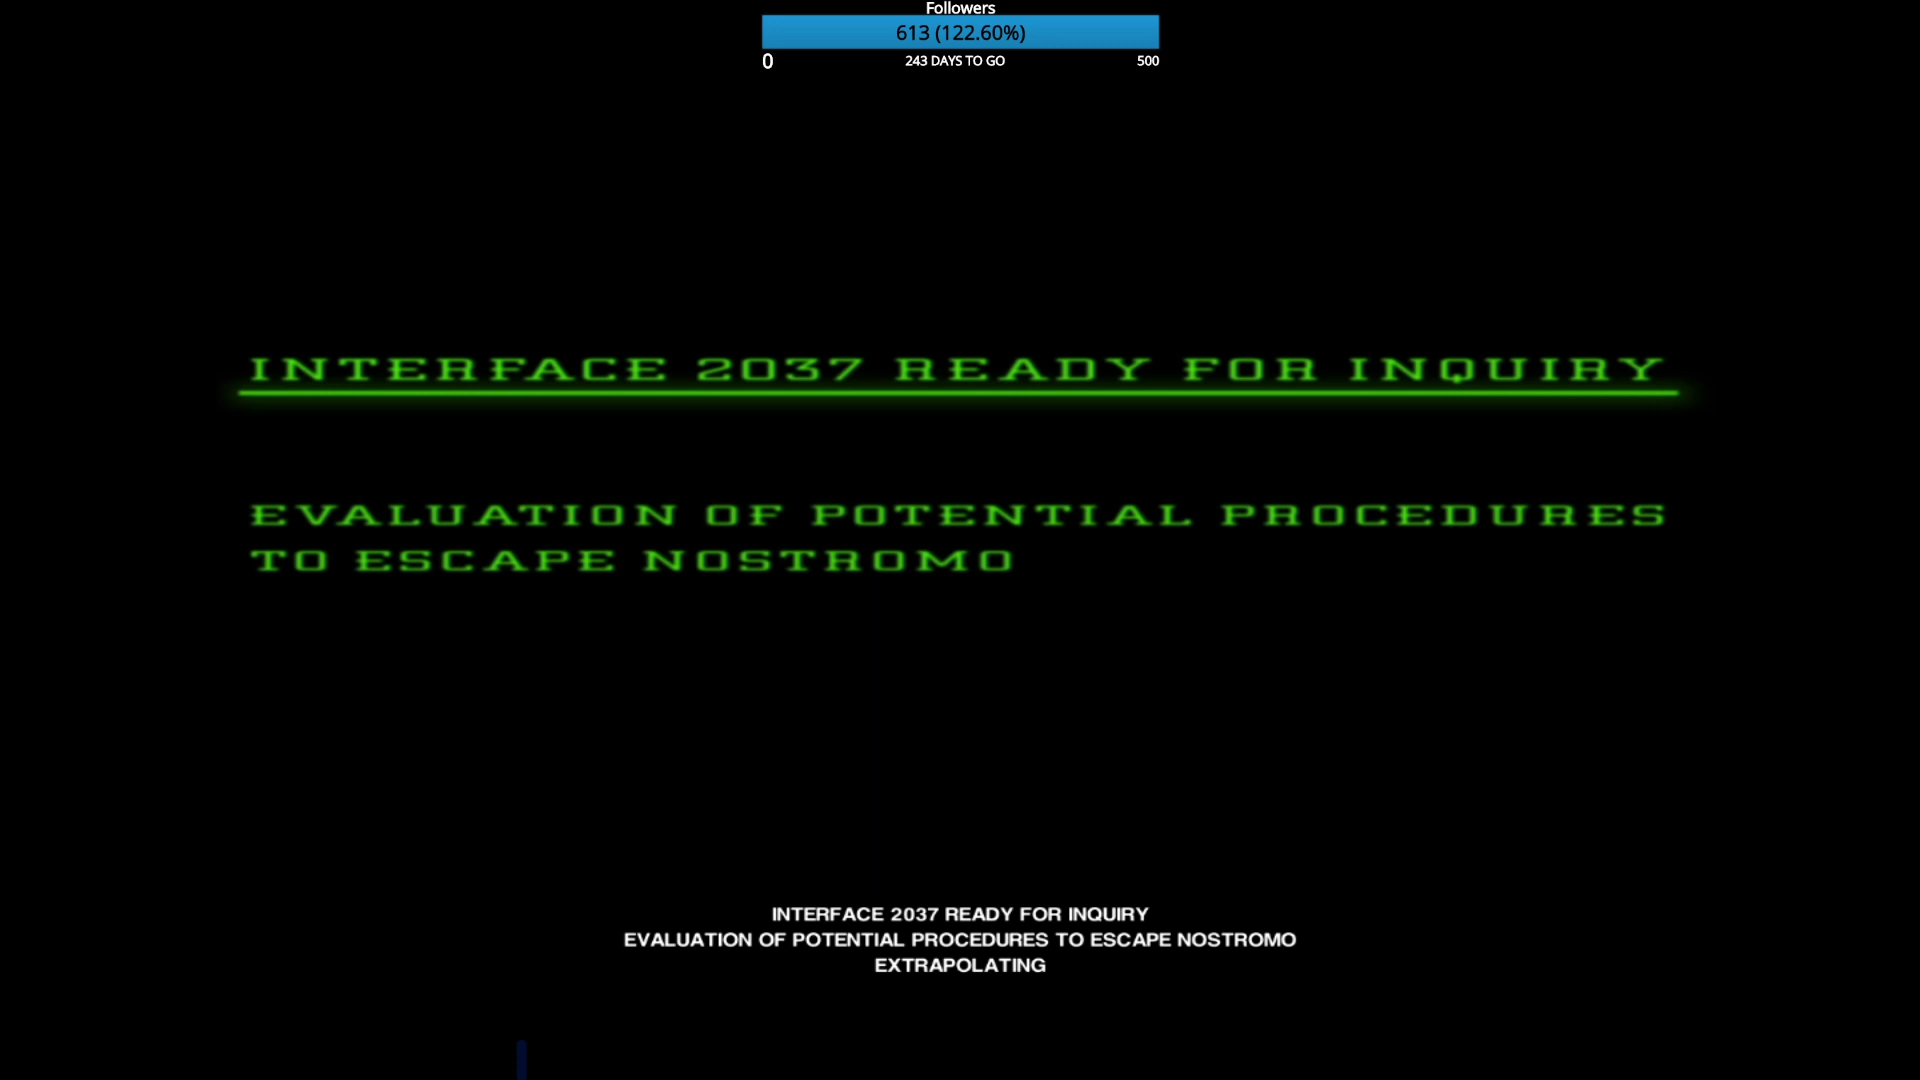 Followers
613 (122.60%)
0 243 DAYS TO GO 500
INTERFACE 2037 READY FOR INQUIRY
EVALUATION OF POTENTIAL PROCEDURES
TO ESCAPE NOSTROMO
INTERFACE 2037 READY FOR INQUIRY
EVALUATION OF POTENTIAL PROCEDURES TO ESCAPE NOSTROMO
EXTRAPOLATING